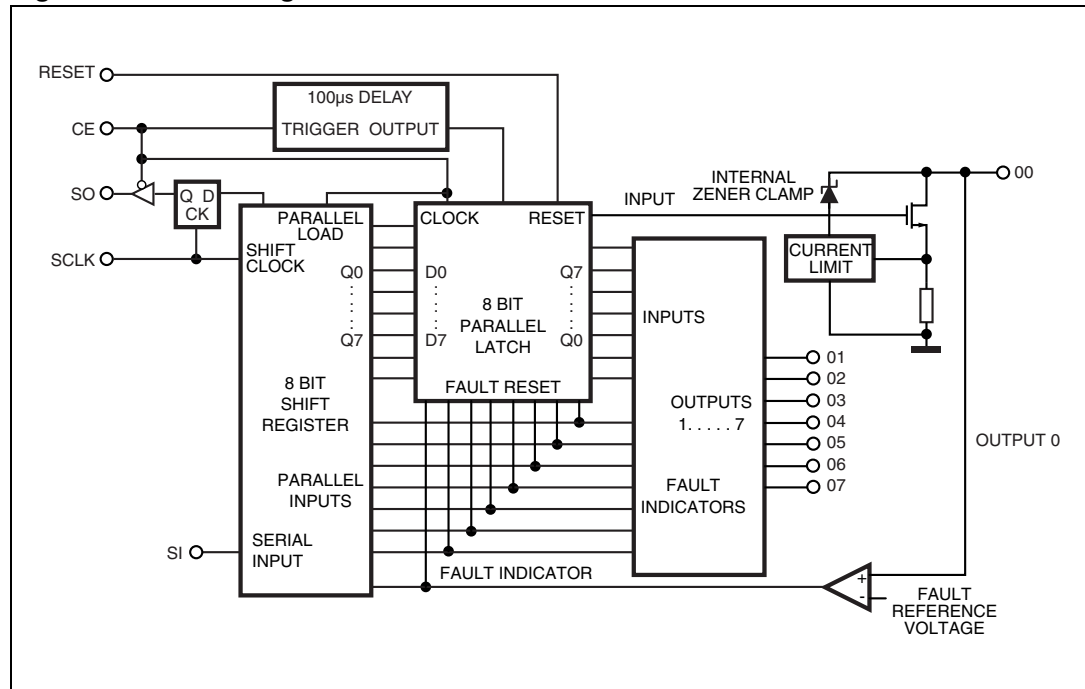 RESET
100µs DELAY
TRIGGER OUTPUT
CE
SO
Q D
CK
SCLK
PARALLEL
LOAD
SHIFT
CLOCK
Q0
Q7
8 BIT
SHIFT
REGISTER
PARALLEL
INPUTS
SERIAL
INPUT
SI
CLOCK
RESET
D0
D7
8 BIT
PARALLEL
LATCH
Q7
Q0
FAULT RESET
INPUT
INTERNAL
ZENER CLAMP
CURRENT
LIMIT
00
INPUTS
OUTPUTS
1.....7
FAULT
INDICATORS
01
02
03
04
05
06
07
OUTPUT 0
FAULT INDICATOR
+
-
FAULT
REFERENCE
VOLTAGE